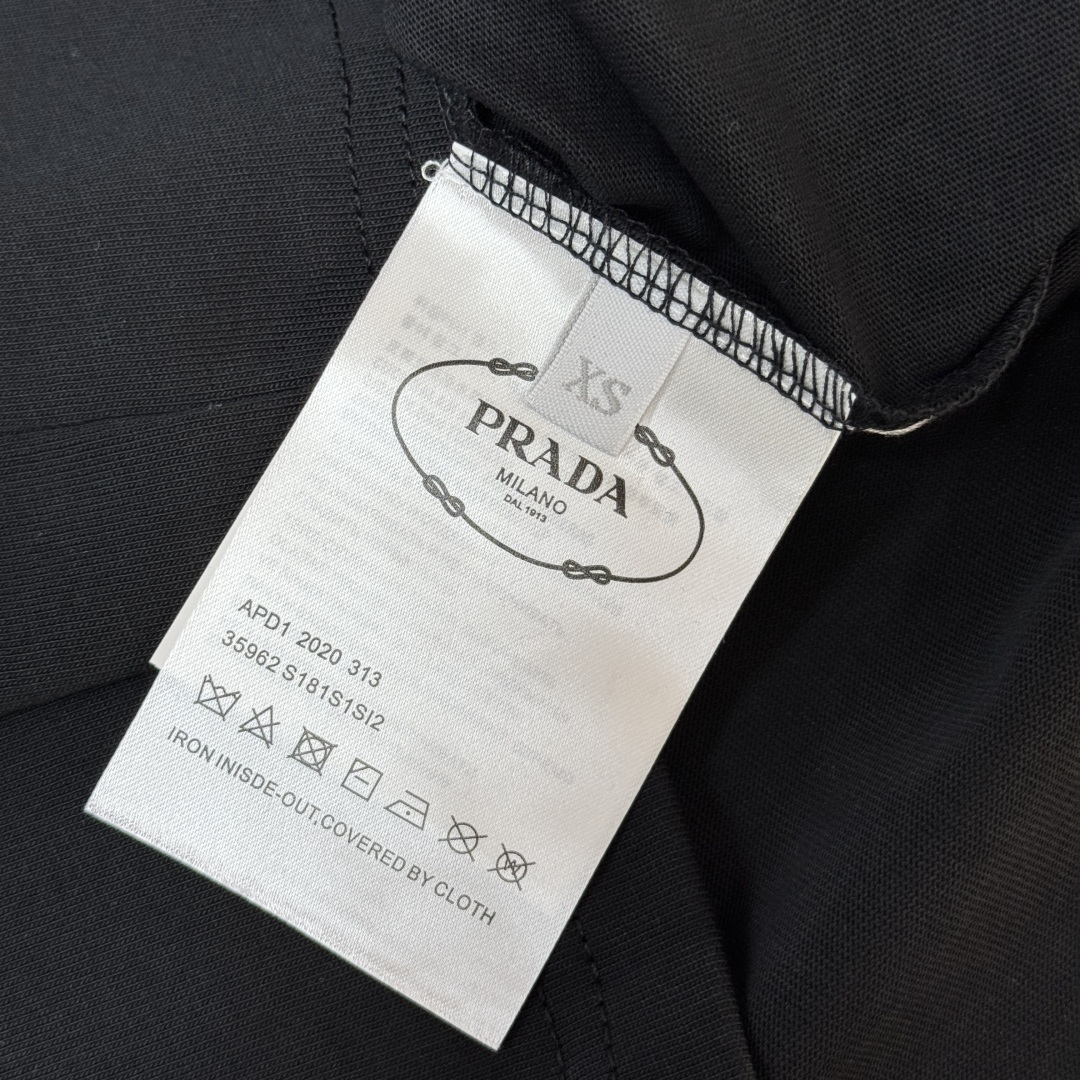 XS
PRADA
MILANO
DAL 1913
APD1 2020 313
35962 S181S1SI2
IRON INISDE-OUT,COVERED BY CLOTH